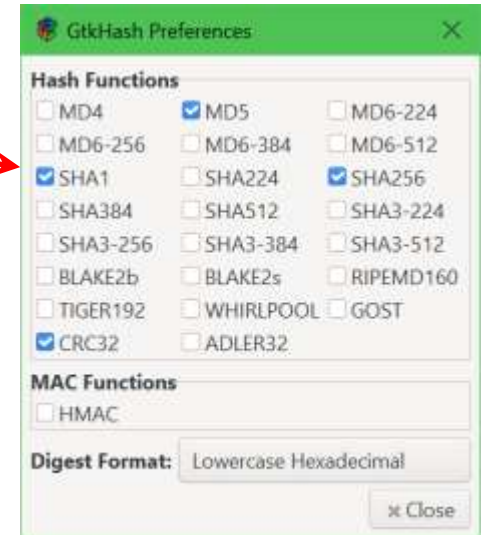 GtkHash Preferences
Hash Functions
MD4 MD5 MD6-224
MD6-256 MD6-384 MD6-512
SHA1 SHA224 SHA256
SHA384 SHA512 SHA3-224
SHA3-256 SHA3-384 SHA3-512
BLAKE2b BLAKE2s RIPEMD160
TIGER192 WHIRLPOOL GOST
CRC32 ADLER32
MAC Functions
HMAC
Digest Format: Lowercase Hexadecimal
Close